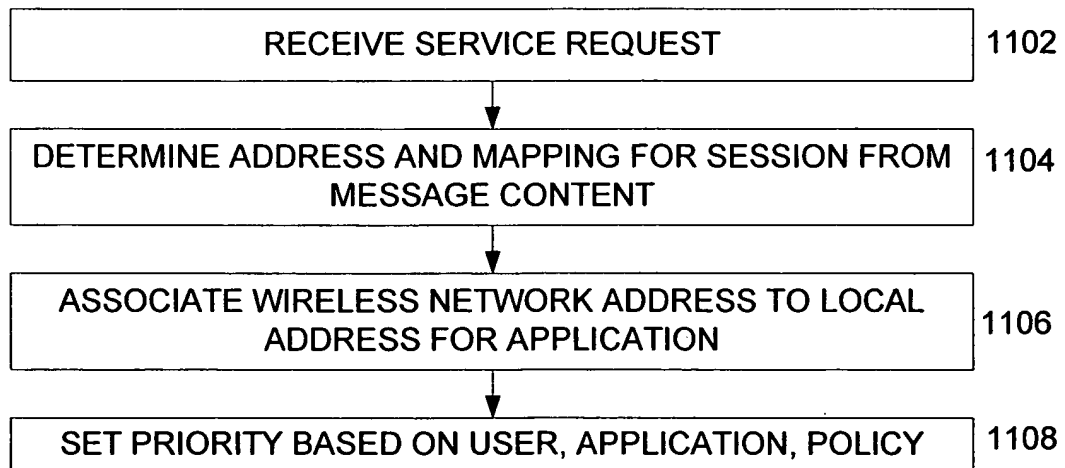 RECEIVE SERVICE REQUEST 1102
DETERMINE ADDRESS AND MAPPING FOR SESSION FROM 1104
MESSAGE CONTENT
ASSOCIATE WIRELESS NETWORK ADDRESS TO LOCAL 1106
ADDRESS FOR APPLICATION
SET PRIORITY BASED ON USER, APPLICATION, POLICY 1108